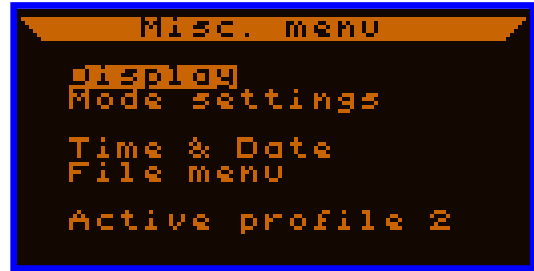 Misc. menu
Display
Mode settings
Time & Date
File menu
Active profile 2